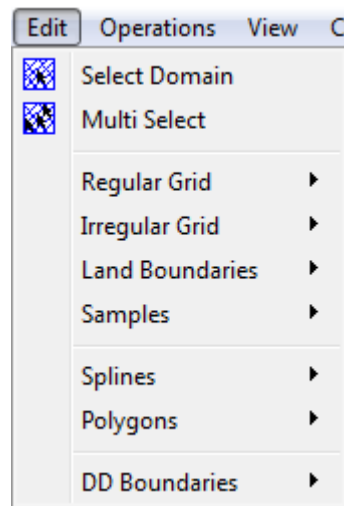 Edit Operations View C
Select Domain
Multi Select
Regular Grid
Irregular Grid
Land Boundaries
Samples
Splines
Polygons
DD Boundaries